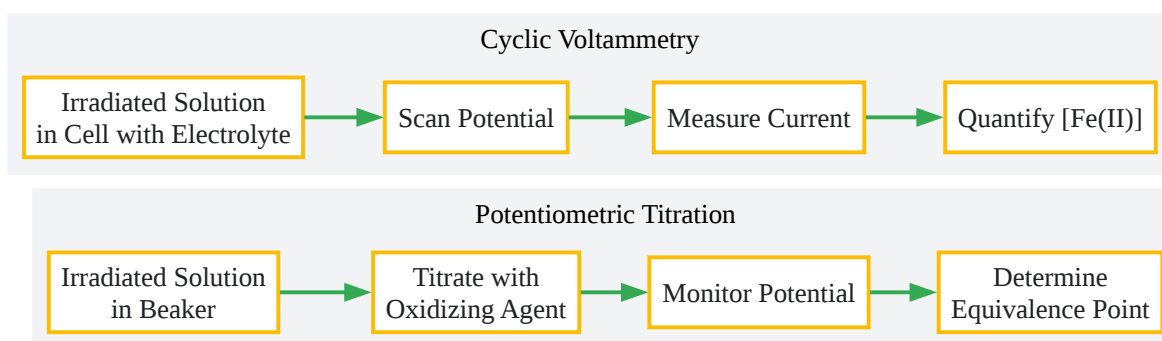 Cyclic Voltammetry
Irradiated Solution
in Cell with Electrolyte
Scan Potential
Measure Current
Quantify [Fe(II)]
Potentiometric Titration
Irradiated Solution
in Beaker
Titrate with
Oxidizing Agent
Monitor Potential
Determine
Equivalence Point